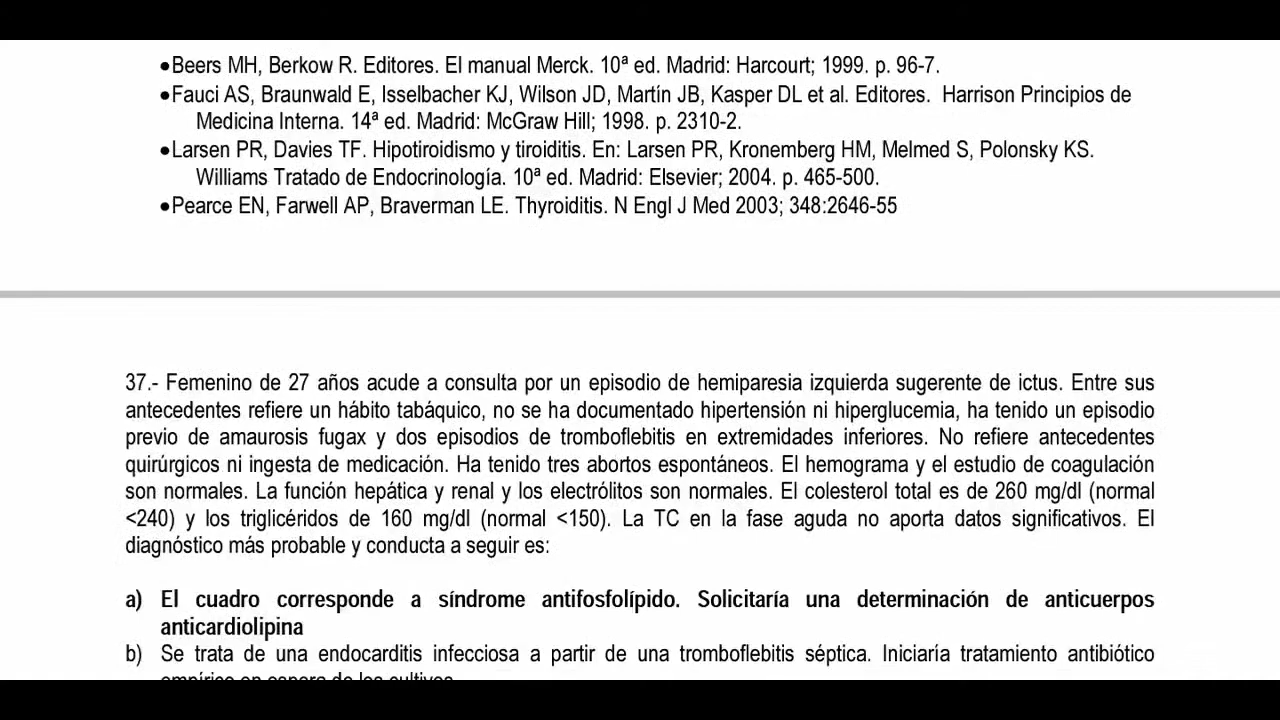 •Beers MH, Berkow R. Editores. El manual Merck. 10ª ed. Madrid: Harcourt; 1999. p. 96-7.
•Fauci AS, Braunwald E, Isselbacher KJ, Wilson JD, Martín JB, Kasper DL et al. Editores. Harrison Principios de
Medicina Interna. 14ª ed. Madrid: McGraw Hill; 1998. p. 2310-2.
•Larsen PR, Davies TF. Hipotiroidismo y tiroiditis. En: Larsen PR, Kronemberg HM, Melmed S, Polonsky KS.
Williams Tratado de Endocrinología. 10ª ed. Madrid: Elsevier; 2004. p. 465-500.
•Pearce EN, Farwell AP, Braverman LE. Thyroiditis. N Engl J Med 2003; 348:2646-55
37.- Femenino de 27 años acude a consulta por un episodio de hemiparesia izquierda sugerente de ictus. Entre sus
antecedentes refiere un hábito tabáquico, no se ha documentado hipertensión ni hiperglucemia, ha tenido un episodio
previo de amaurosis fugax y dos episodios de tromboflebitis en extremidades inferiores. No refiere antecedentes
quirúrgicos ni ingesta de medicación. Ha tenido tres abortos espontáneos. El hemograma y el estudio de coagulación
son normales. La función hepática y renal y los electrólitos son normales. El colesterol total es de 260 mg/dl (normal
<240) y los triglicéridos de 160 mg/dl (normal <150). La TC en la fase aguda no aporta datos significativos. El
diagnóstico más probable y conducta a seguir es:
a) El cuadro corresponde a síndrome antifosfolípido. Solicitaría una determinación de anticuerpos
anticardiolipina
b) Se trata de una endocarditis infecciosa a partir de una tromboflebitis séptica. Iniciaría tratamiento antibiótico
empírico en espera de los cultivos